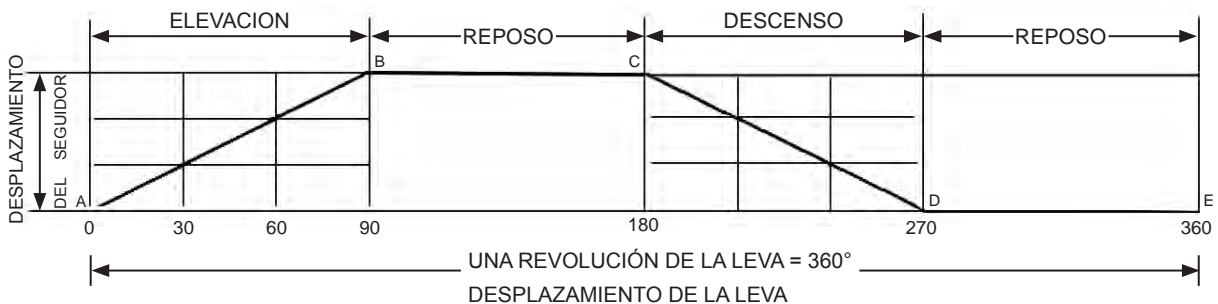 ELEVACION
REPOSO
DESCENSO
REPOSO
DESPLAZAMIENTO
DEL SEGUIDOR
A
B
C
D
E
0 30 60 90 180 270 360
UNA REVOLUCIÓN DE LA LEVA = 360°
DESPLAZAMIENTO DE LA LEVA